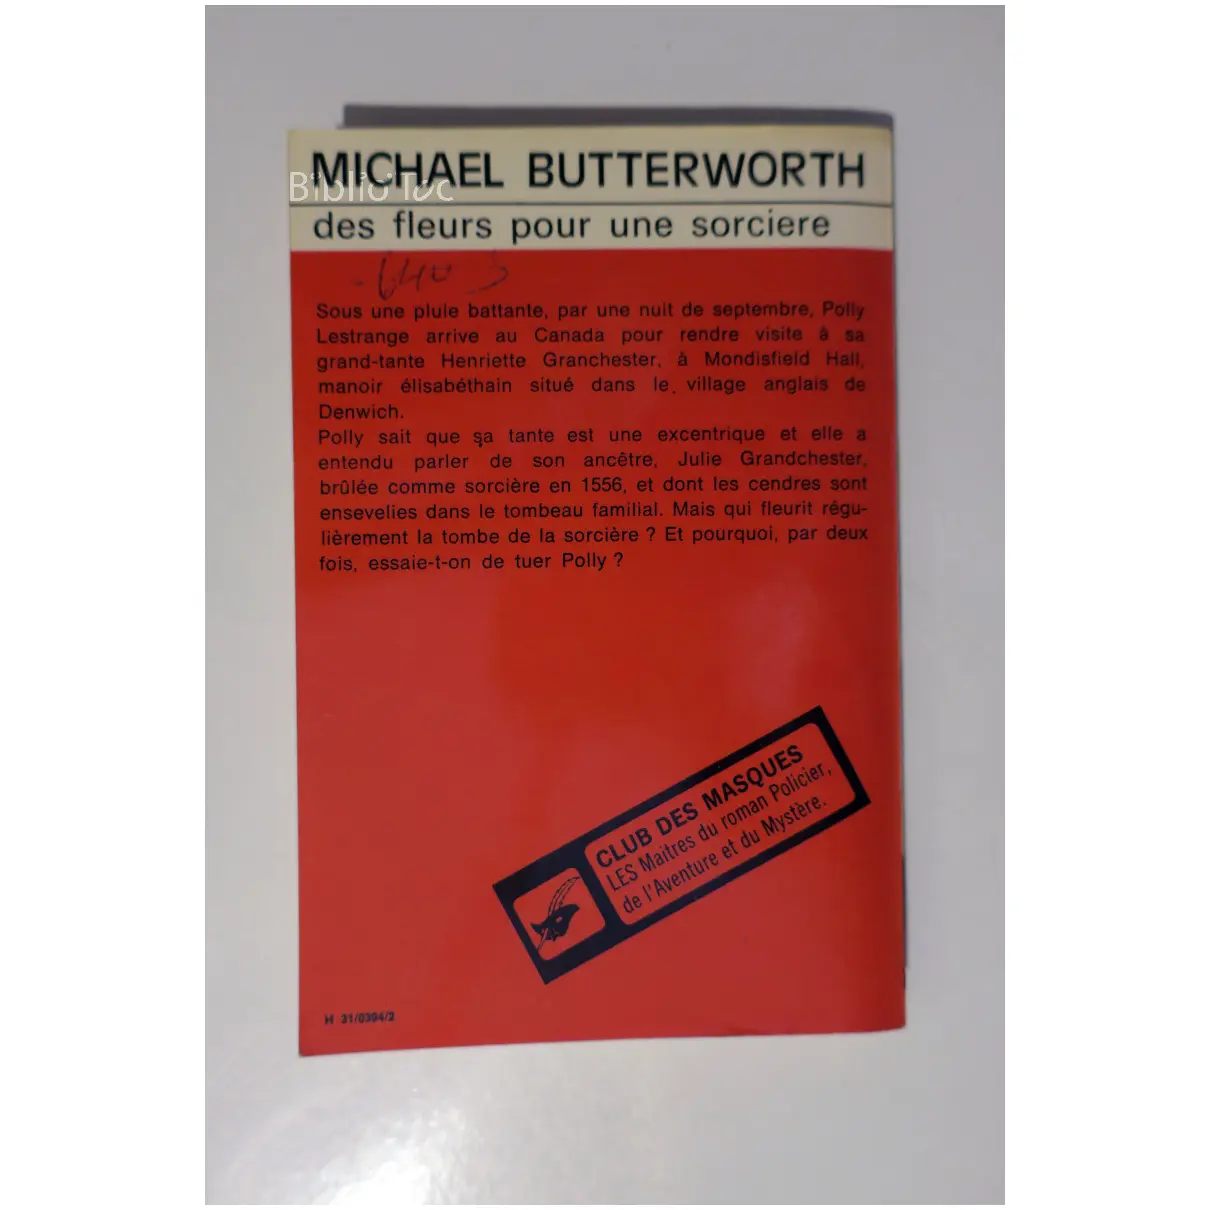 MICHAEL BUTTERWORTH
Biblio'Toc
des fleurs pour une sorciere
Sous une pluie battante, par une nuit de septembre, Polly
Lestrange arrive au Canada pour rendre visite à sa
grand-tante Henriette Granchester, à Mondisfield Hall,
manoir élisabéthain situé dans le village anglais de
Denwich.
Polly sait que sa tante est une excentrique et elle a
entendu parler de son ancêtre, Julie Grandchester,
brûlée comme sorcière en 1556, et dont les cendres sont
ensevelies dans le tombeau familial. Mais qui fleurit régu-
lièrement la tombe de la sorcière ? Et pourquoi, par deux
fois, essaie-t-on de tuer Polly ?
CLUB DES MASQUES
LES Maîtres du roman Policier,
de l'Aventure et du Mystère.
H 31/0394/2